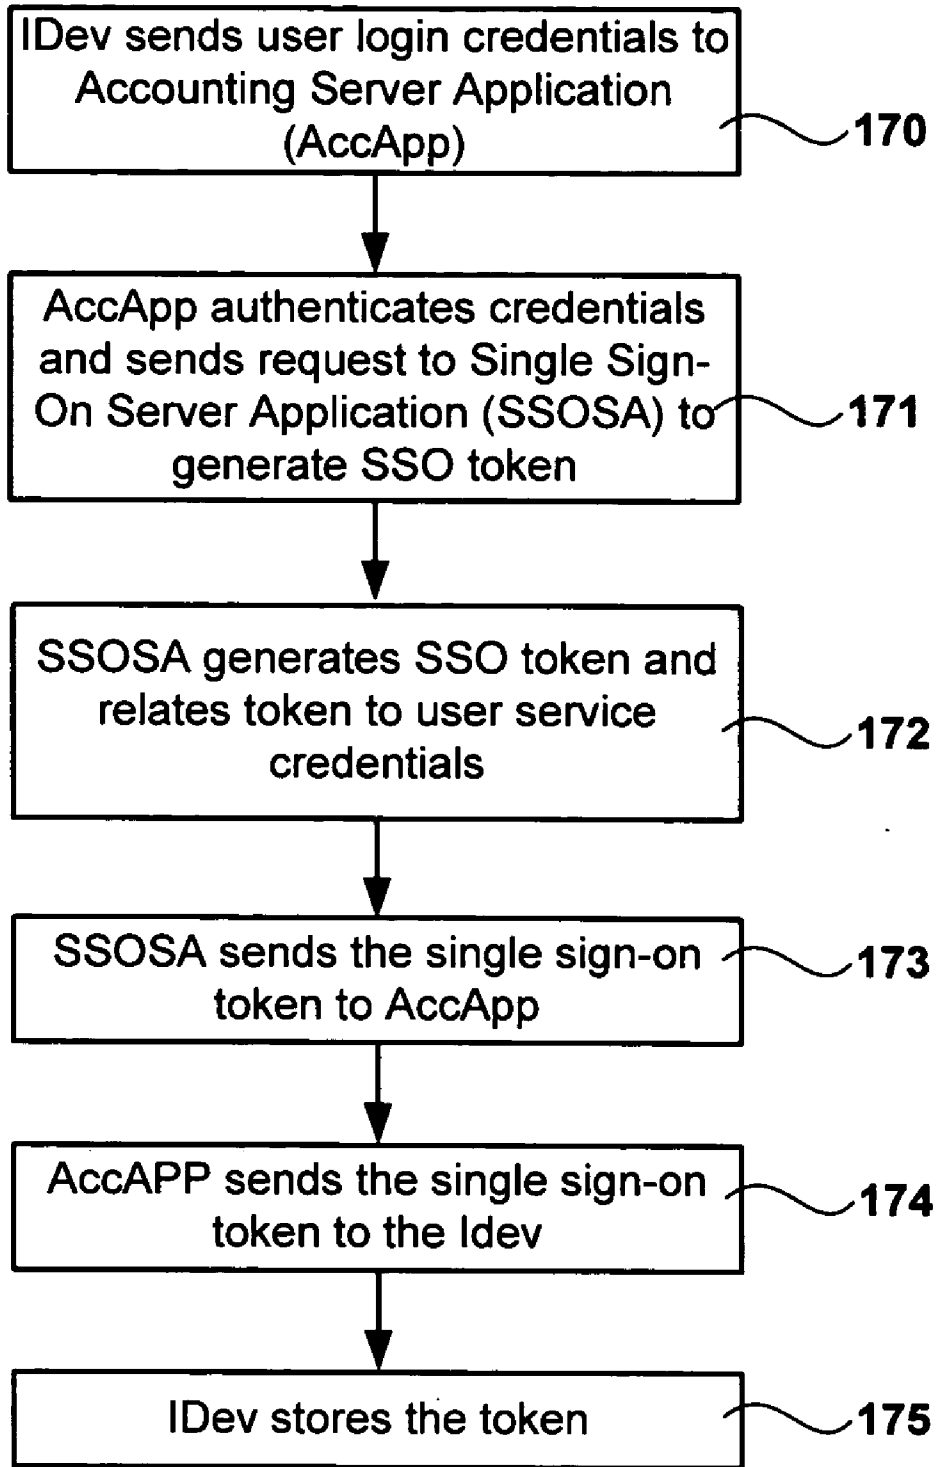 IDev sends user login credentials to
Accounting Server Application
(AccApp)
170
AccApp authenticates credentials
and sends request to Single Sign-
On Server Application (SSOSA) to
generate SSO token
171
SSOSA generates SSO token and
relates token to user service
credentials
172
SSOSA sends the single sign-on
token to AccApp
173
AccAPP sends the single sign-on
token to the Idev
174
IDev stores the token
175